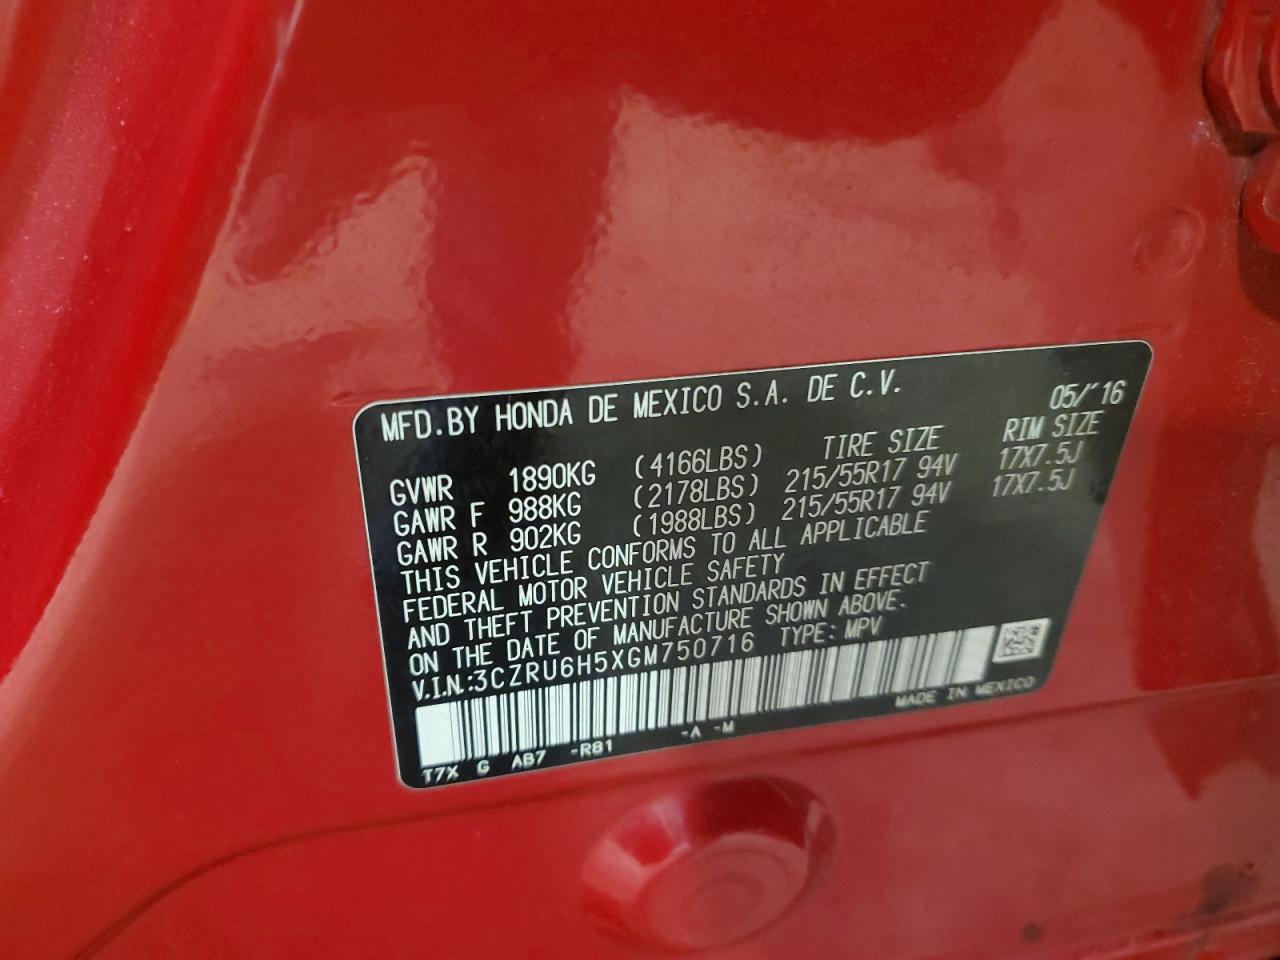 MFD.BY HONDA DE MEXICO S.A. DE C.V. 05/'16
TIRE SIZE RIM SIZE
GVWR 1890KG (4166LBS)
GAWR F 988KG (2178LBS) 215/55R17 94V 17X7.5J
GAWR R 902KG (1988LBS) 215/55R17 94V 17X7.5J
THIS VEHICLE CONFORMS TO ALL APPLICABLE
FEDERAL MOTOR VEHICLE SAFETY
AND THEFT PREVENTION STANDARDS IN EFFECT
ON THE DATE OF MANUFACTURE SHOWN ABOVE.
V.I.N.:3CZRU6H5XGM750716 TYPE: MPV
MADE IN MEXICO
T7X G AB7 -R81 -A -M